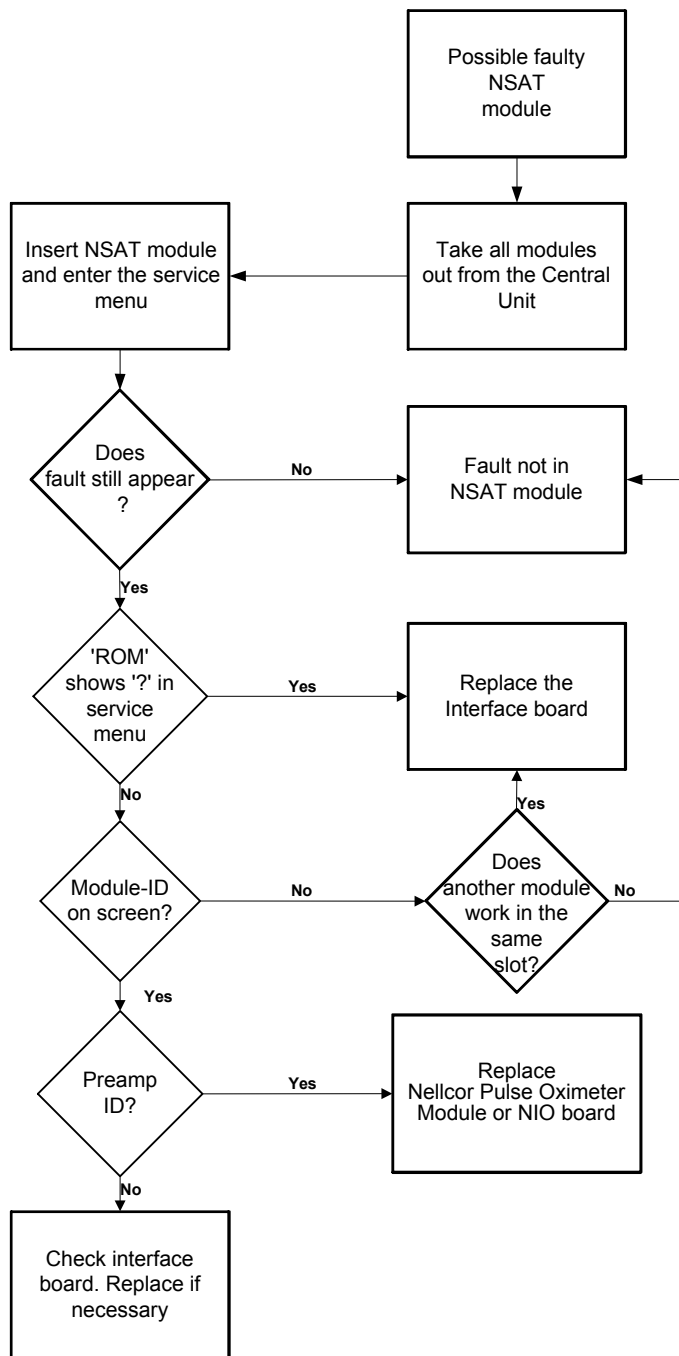 Possible faulty
NSAT
module
Insert NSAT module
and enter the service
menu
Take all modules
out from the Central
Unit
Does
fault still appear
?
No
Fault not in
NSAT module
Yes
'ROM'
shows '?' in
service
menu
Yes
Replace the
Interface board
No
Yes
Module-ID
on screen?
No
Does
another module
work in the
same
slot?
No
Yes
Preamp
ID?
Yes
Replace
Nellcor Pulse Oximeter
Module or NIO board
No
Check interface
board. Replace if
necessary